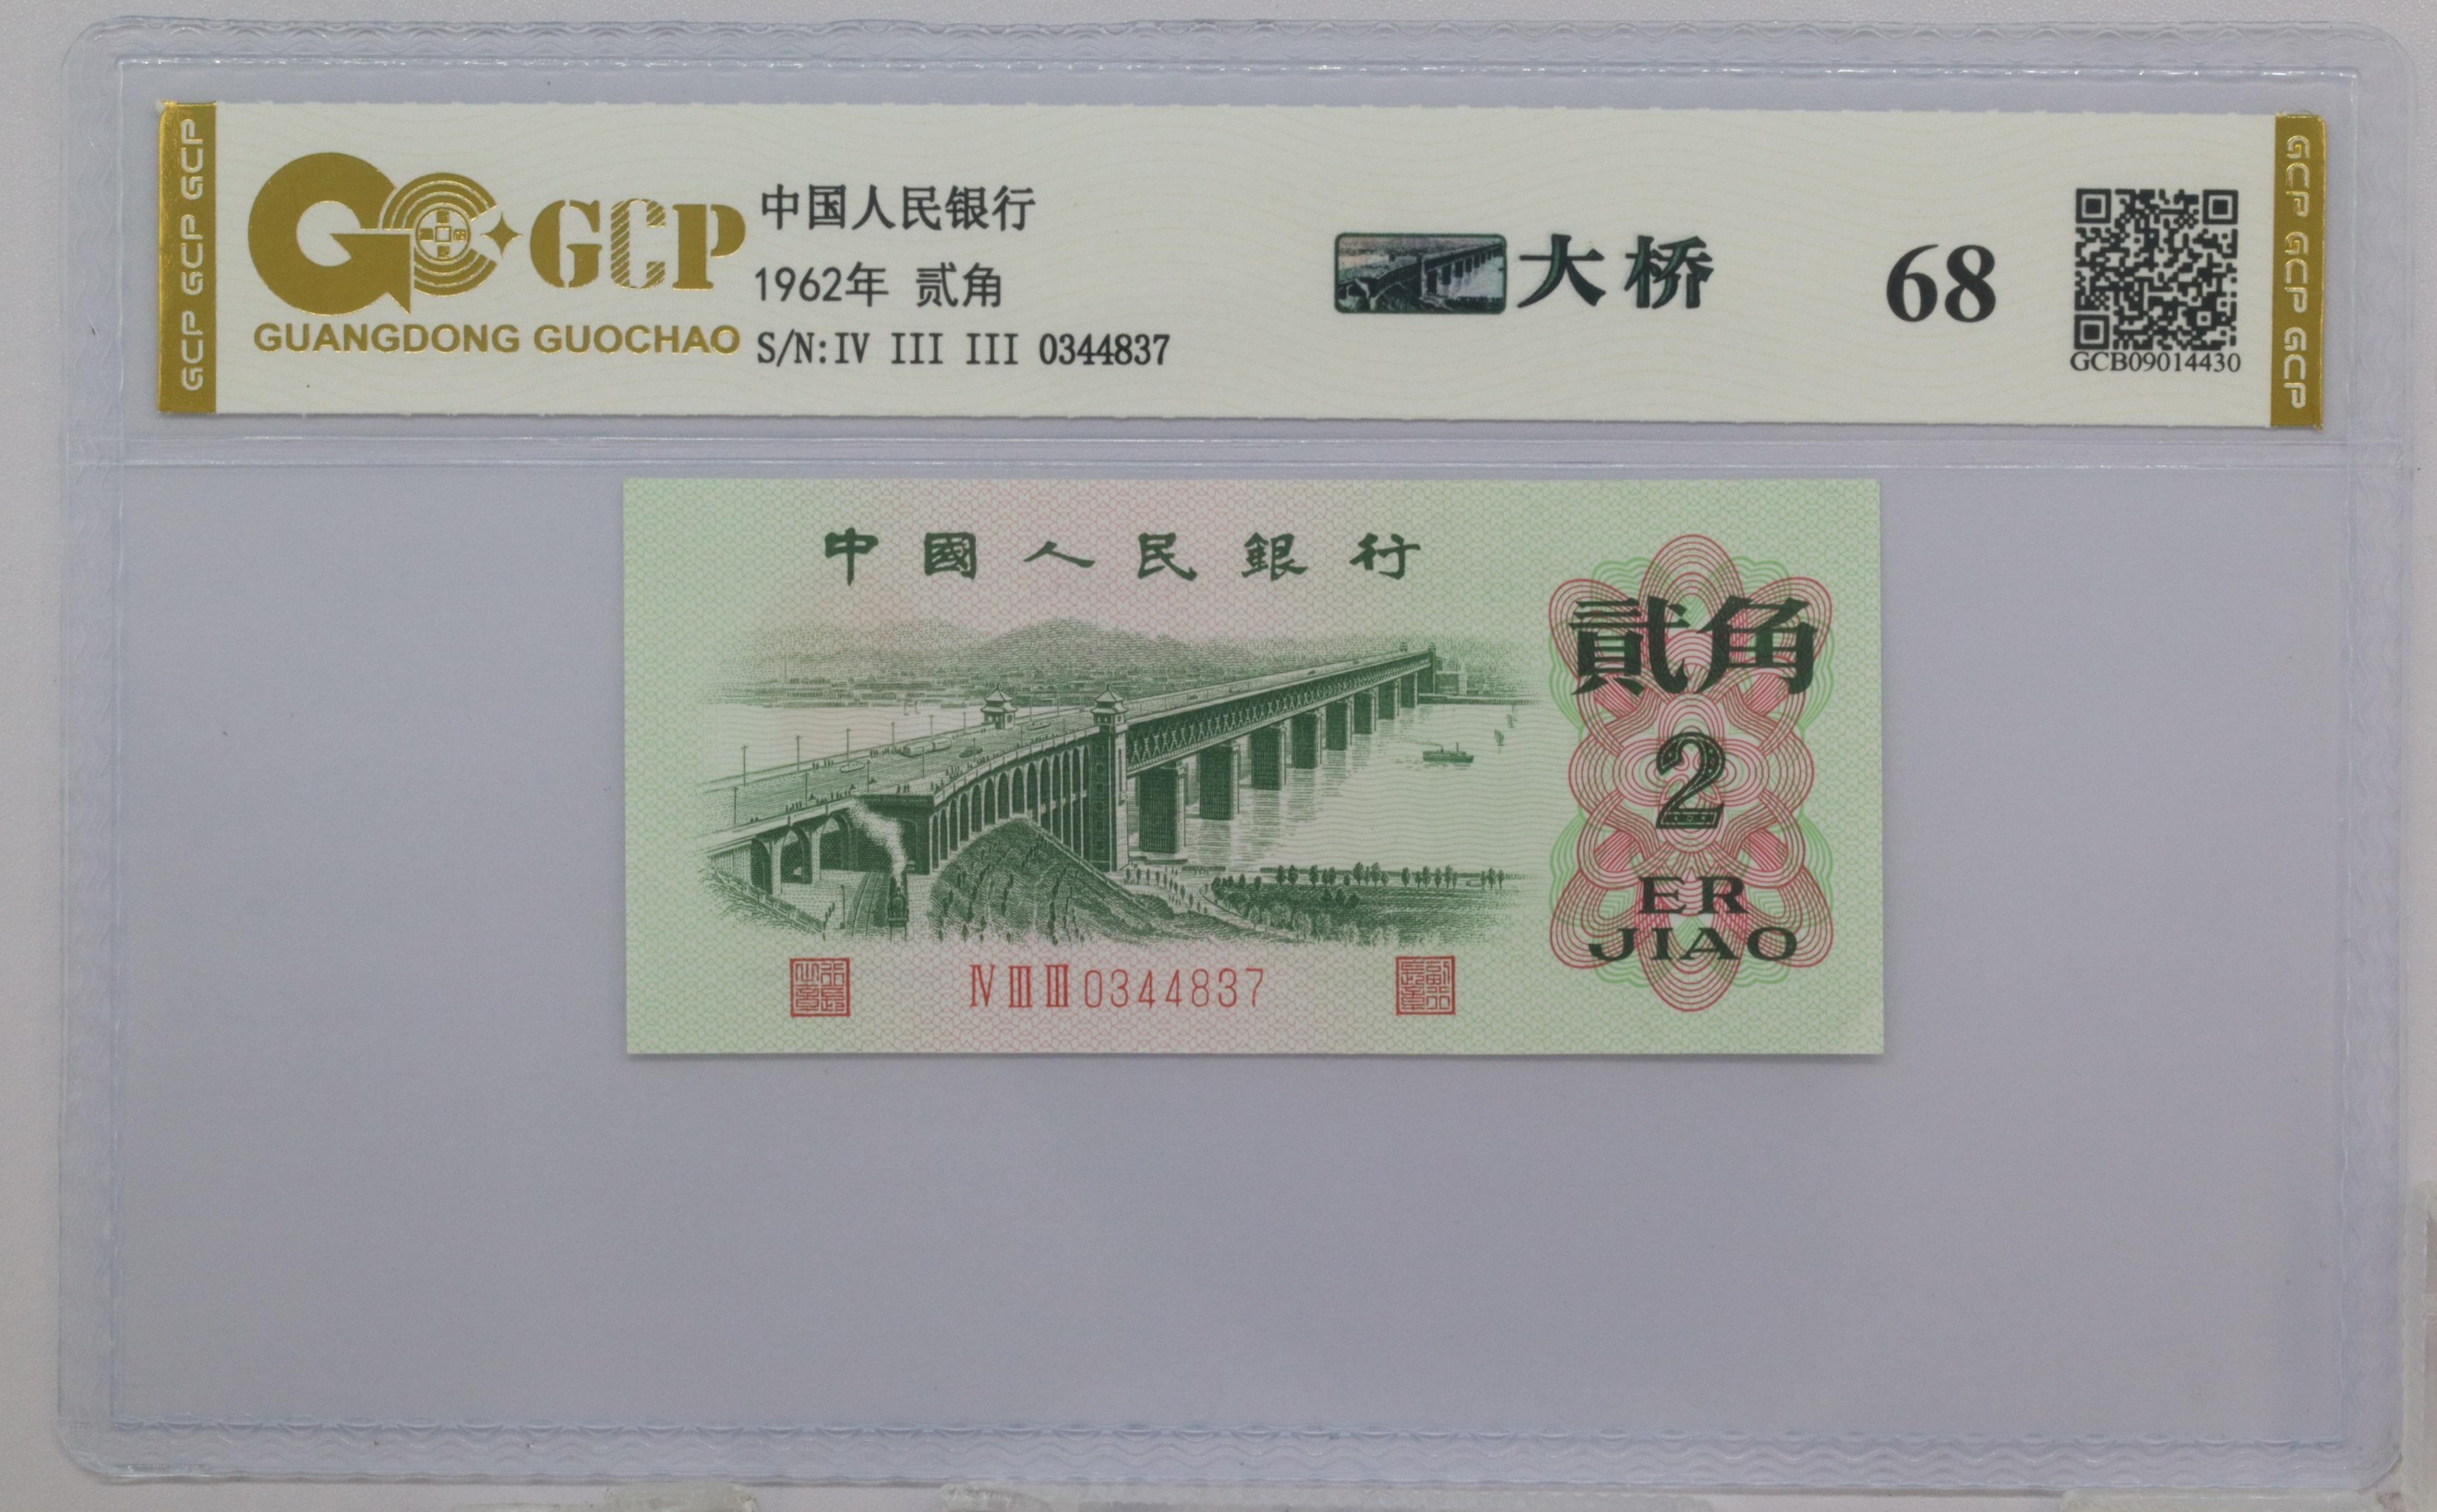 GCP GCP GCP
GCP
GUANGDONG GUOCHAO
中国人民银行
1962年 贰角
S/N:IV III III 0344837
大桥
68
GCB09014430
GCP GCP GCP
中國人民銀行
貳角
2
ER
JIAO
IV III III 0344837